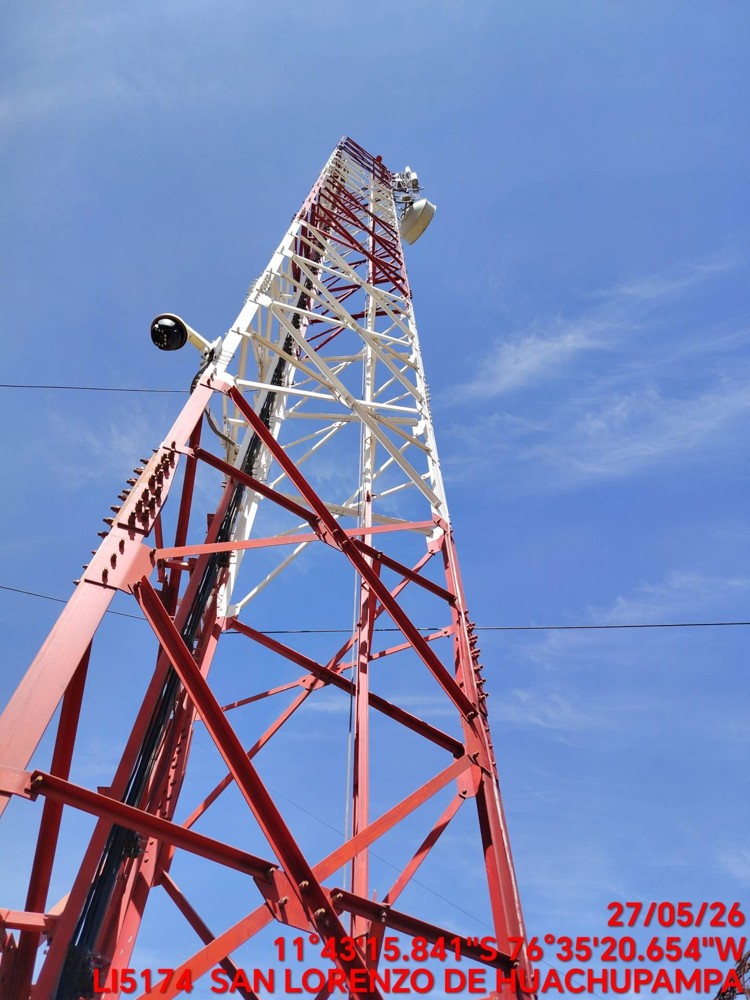 27/05/26
11°43'15.841"S 76°35'20.654"W
LI5174 SAN LORENZO DE HUACHUPAMPA